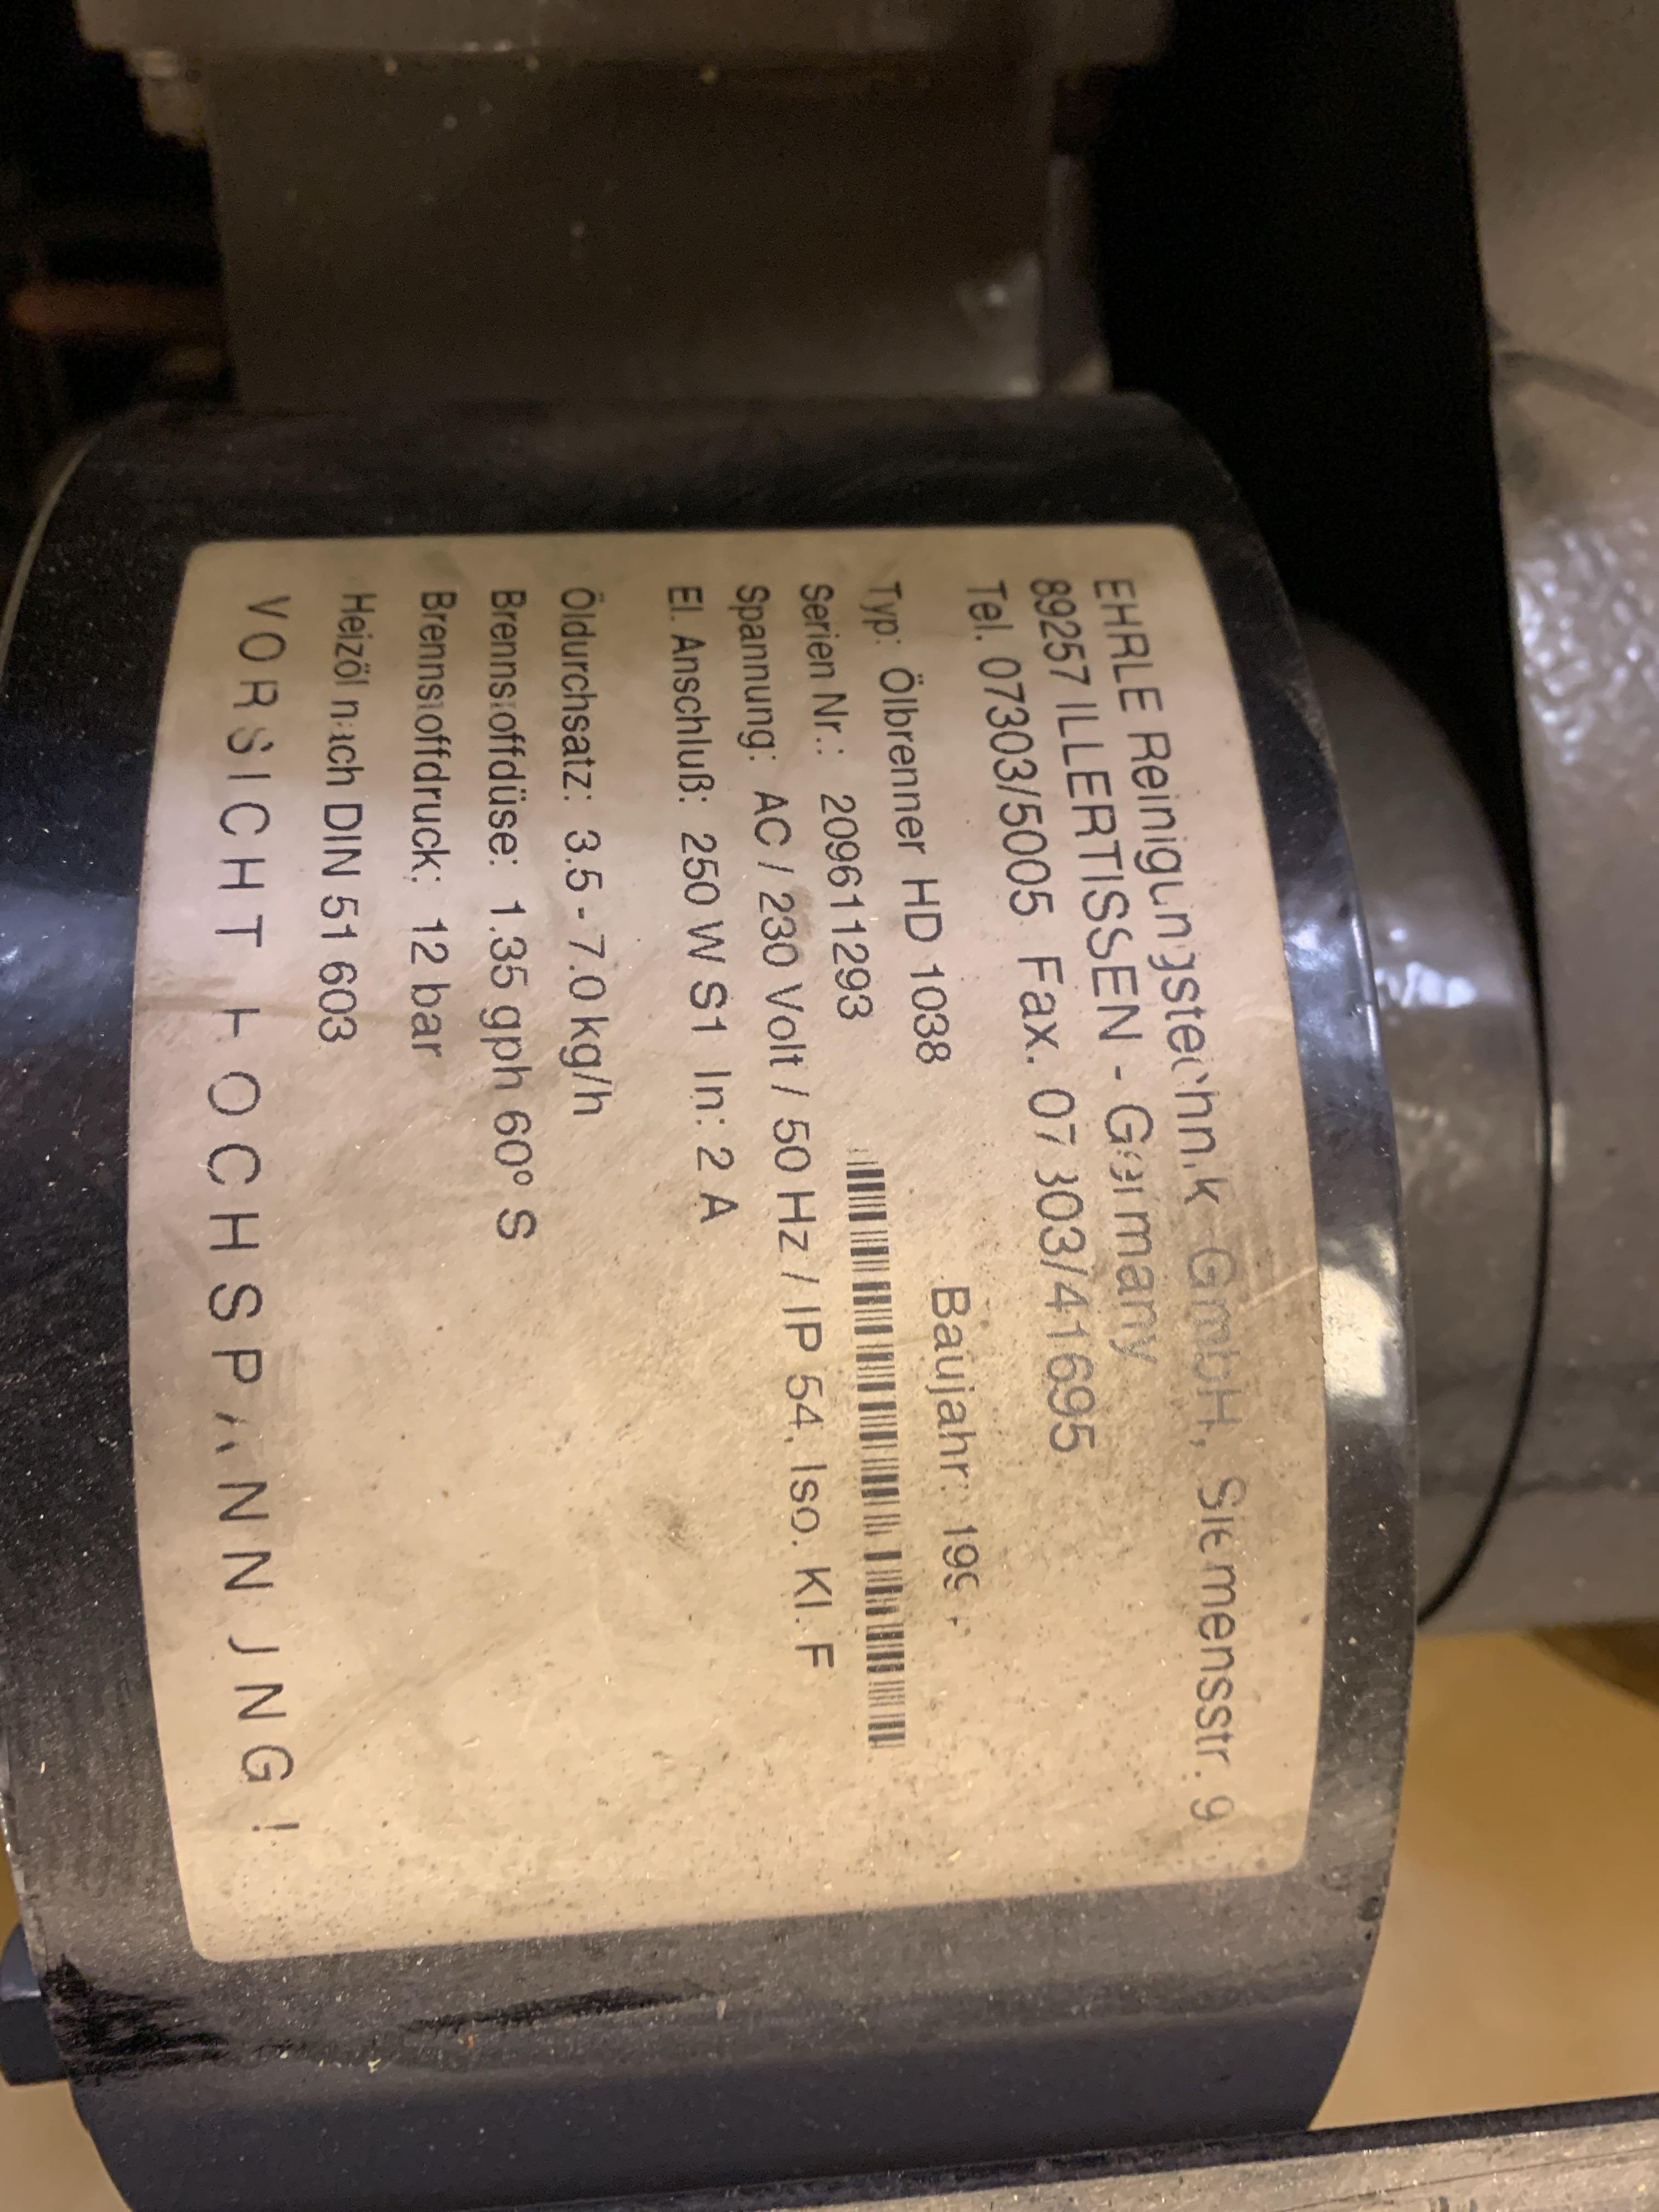 EHRLE Reinigungstechnik GmbH, Siemensstr. 9
89257 ILLERTISSEN - Germany
Tel. 07303/5005 Fax. 07303/41695
Typ: Ölbrenner HD 1038 Baujahr:
Serien Nr.: 209611293
Spannung: AC / 230 Volt / 50 Hz / IP 54, Iso. Kl. F
El. Anschluß: 250 W S1 In: 2 A
Öldurchsatz: 3.5 - 7.0 kg/h
Brennstoffdüse: 1.35 gph 60° S
Brennstoffdruck: 12 bar
Heizöl nach DIN 51 603
VORSICHT HOCHSPANNUNG!